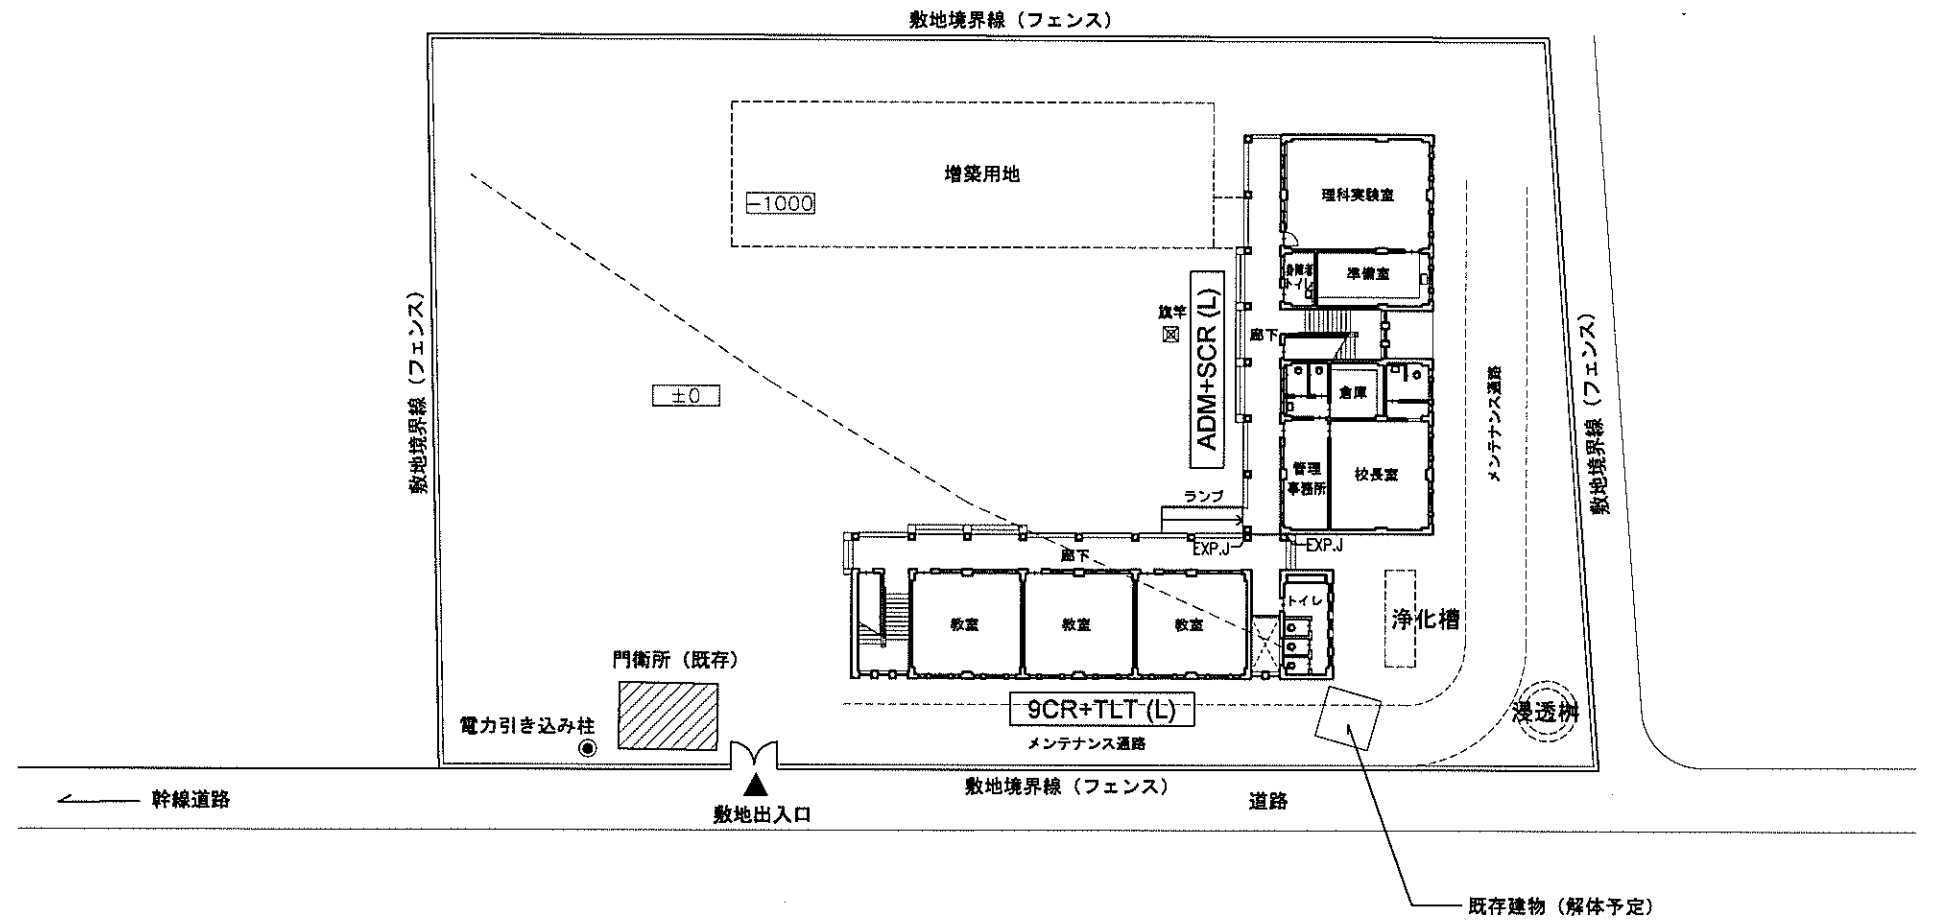 敷地境界線（フェンス）
増築用地
−1000
理科実験室
身障者
トイレ
準備室
旗竿
廊下
ADM+SCR (L)
敷地境界線（フェンス）
±0
倉庫
メンテナンス通路
敷地境界線（フェンス）
管理
事務所
校長室
ランプ
EXP.J
EXP.J
廊下
トイレ
教室
教室
教室
浄化槽
門衛所（既存）
9CR+TLT (L)
浸透桝
電力引き込み柱
メンテナンス通路
敷地境界線（フェンス）
幹線道路
敷地出入口
道路
既存建物（解体予定）